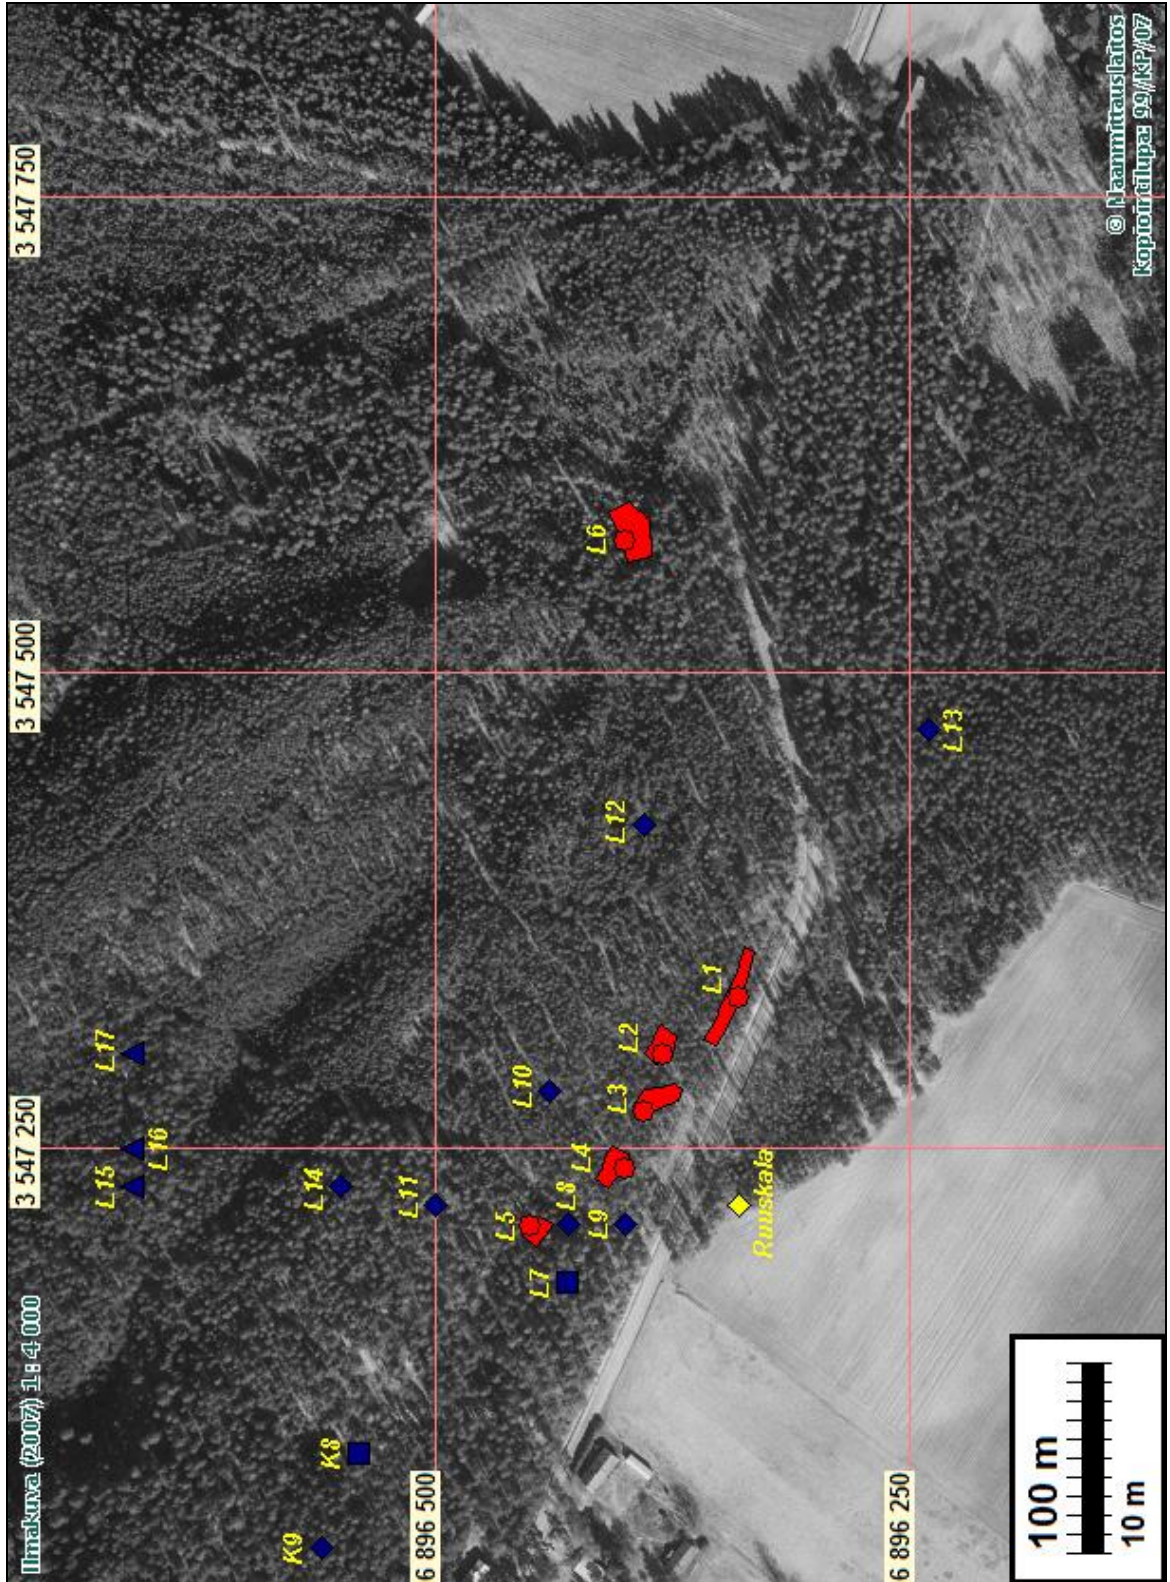 Ilmakuva (2007) 1: 4 000
3 547 250
3 547 500
3 547 750
K9
K8
L15
L16
L17
L14
L11
L5
L8
L9
L7
L10
L4
L3
L2
L1
L12
L6
L13
Ruuskala
6 896 500
6 896 250
100 m
10 m
© Maanmittauslaitos
Kopiointilupa: 99/KP/07